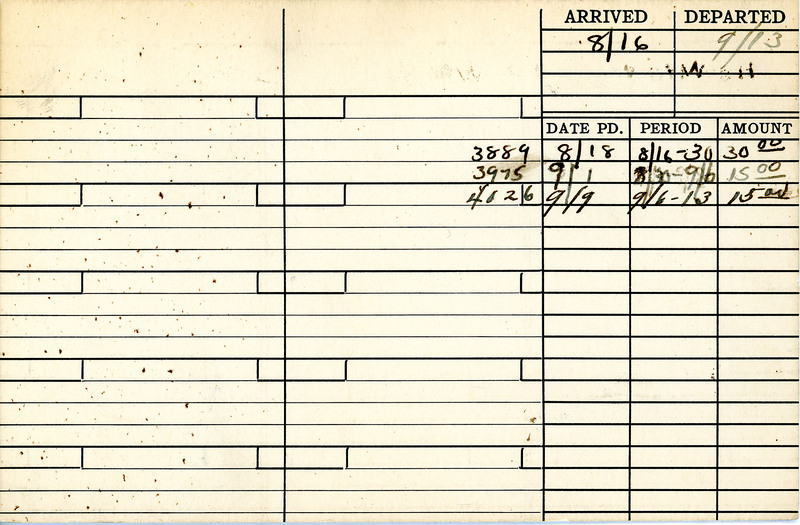 ARRIVED DEPARTED
8/16 9/13
W H
DATE PD. PERIOD AMOUNT
3889 8/18 8/16-30 30 00
3975 9/1 15 00
4026 9/9 9/6-13 15 00